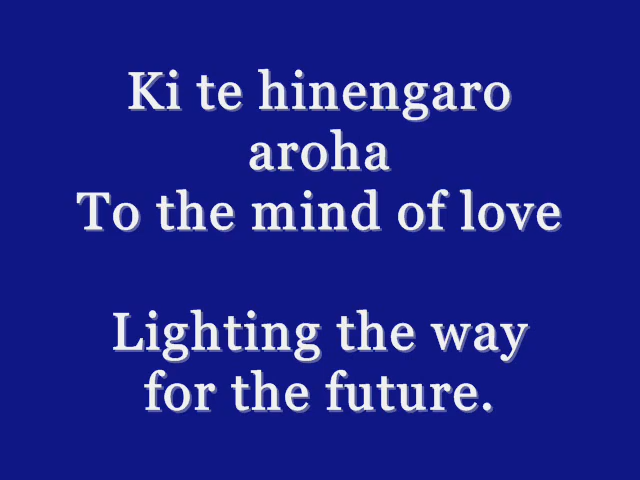 Ki te hinengaro
aroha
To the mind of love
Lighting the way
for the future.